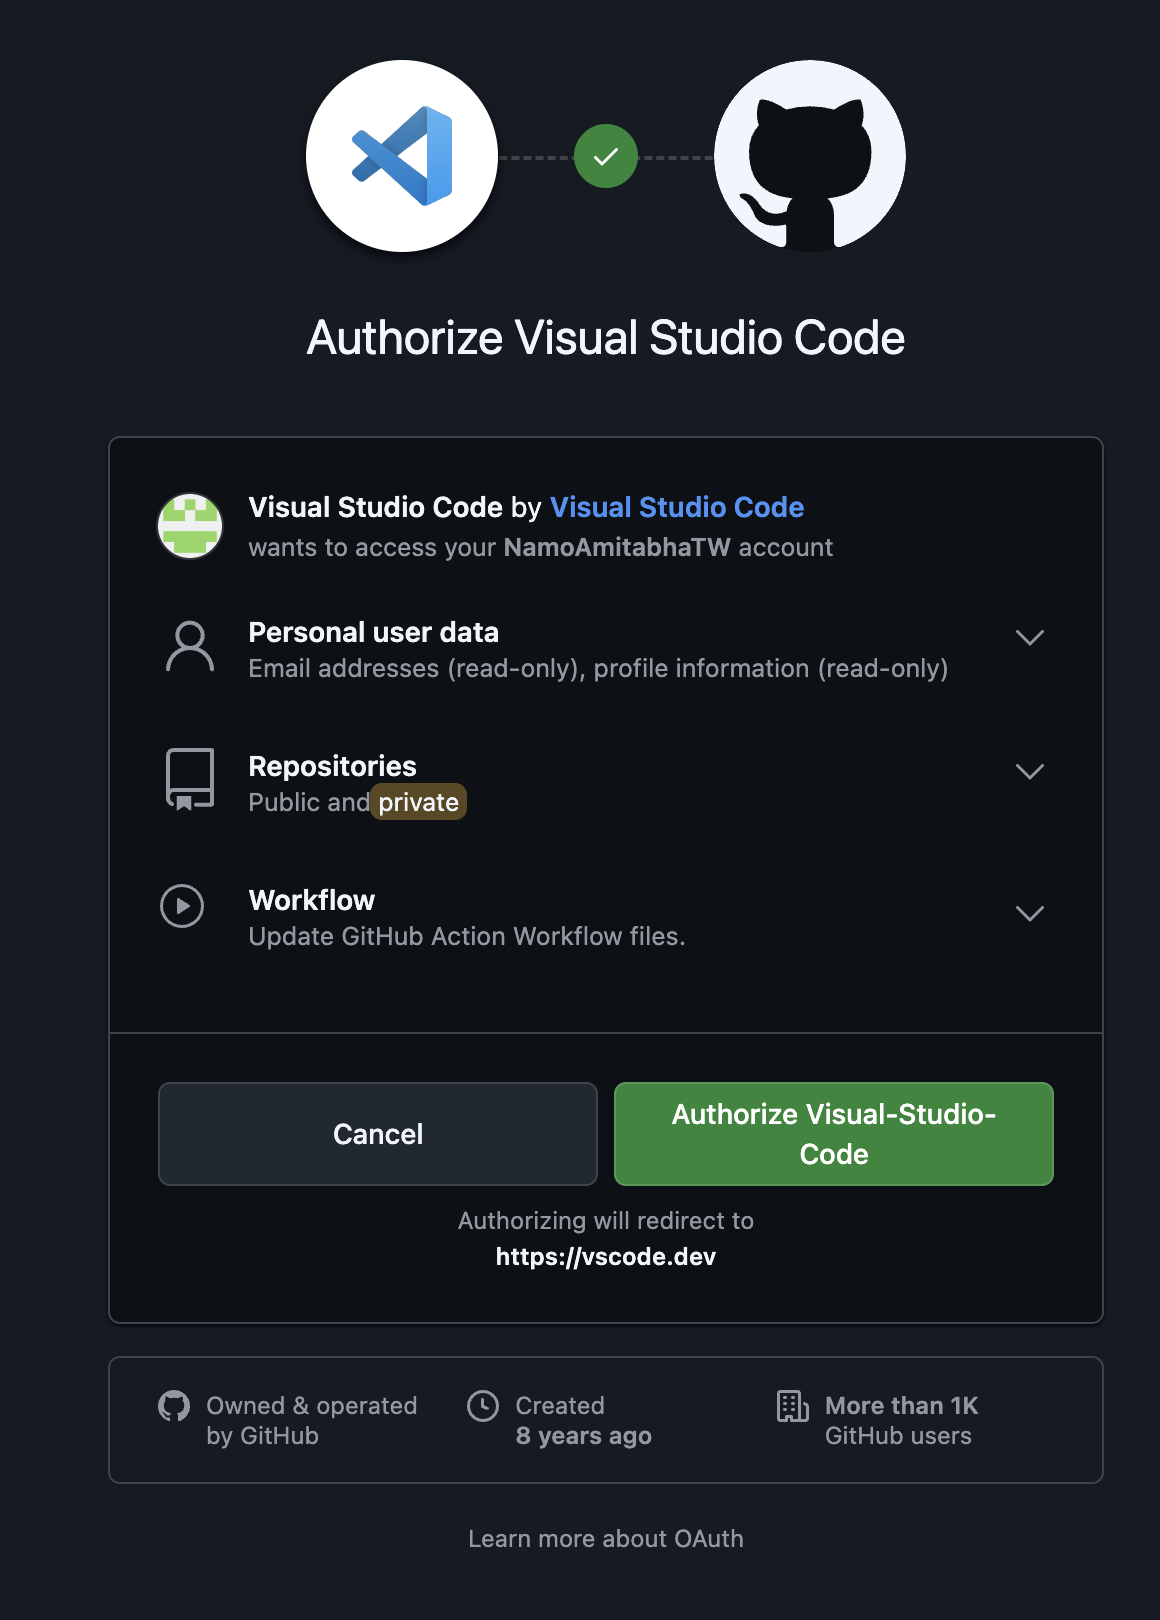 Authorize Visual Studio Code
Visual Studio Code by Visual Studio Code
wants to access your NamoAmitabhaTW account
Personal user data
Email addresses (read-only), profile information (read-only)
Repositories
Public and private
Workflow
Update GitHub Action Workflow files.
Cancel
Authorize Visual-Studio-
Code
Authorizing will redirect to
https://vscode.dev
Owned & operated
by GitHub
Created
8 years ago
More than 1K
GitHub users
Learn more about OAuth